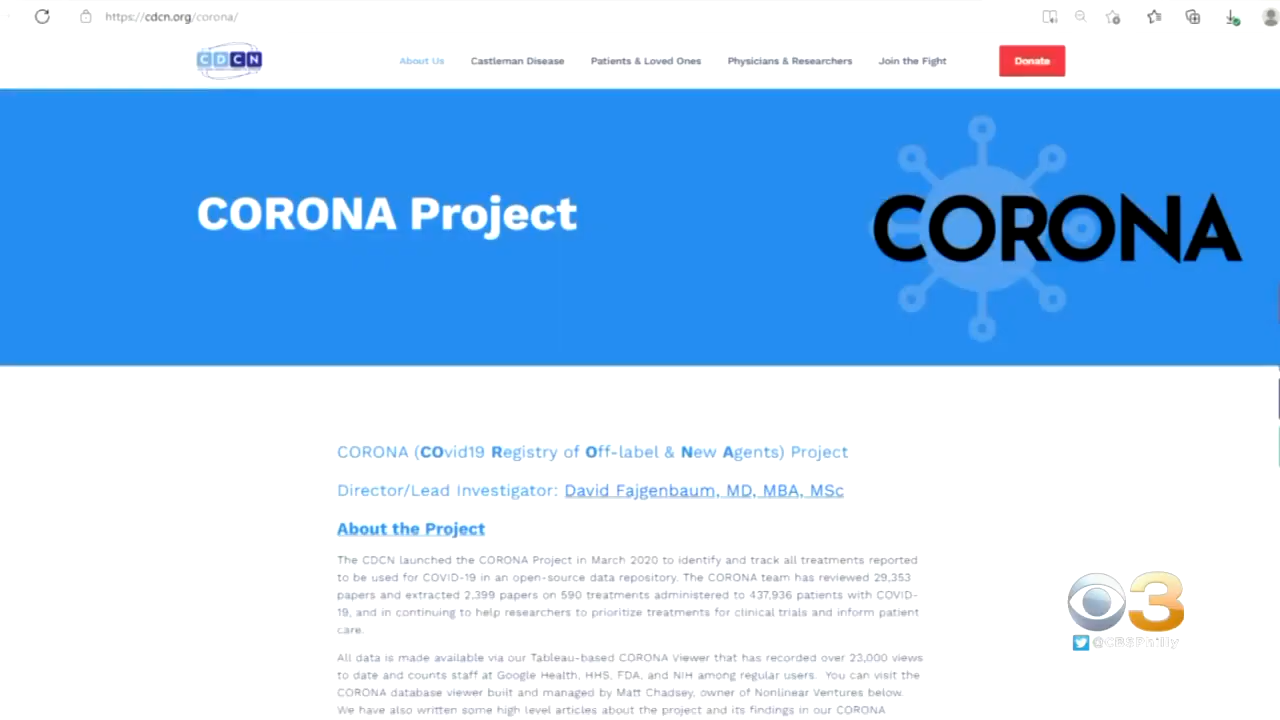 https://cdcn.org/corona/
CDCN
About Us
Castleman Disease
Patients & Loved Ones
Physicians & Researchers
Join the Fight
Donate
CORONA Project
CORONA
CORONA (COvid19 Registry of Off-label & New Agents) Project
Director/Lead Investigator: David Fajgenbaum, MD, MBA, MSc
About the Project
The CDCN launched the CORONA Project in March 2020 to identify and track all treatments reported
to be used for COVID-19 in an open-source data repository. The CORONA team has reviewed 29,353
papers and extracted 2,399 papers on 590 treatments administered to 437,936 patients with COVID-
19, and in continuing to help researchers to prioritize treatments for clinical trials and inform patient
care.
All data is made available via our Tableau-based CORONA Viewer that has recorded over 23,000 views
to date and counts staff at Google Health, HHS, FDA, and NIH among regular users. You can visit the
CORONA database viewer built and managed by Matt Chadsey, owner of Nonlinear Ventures below.
We have also written some high level articles about the project and its findings in our CORONA
3
@CBSPhilly